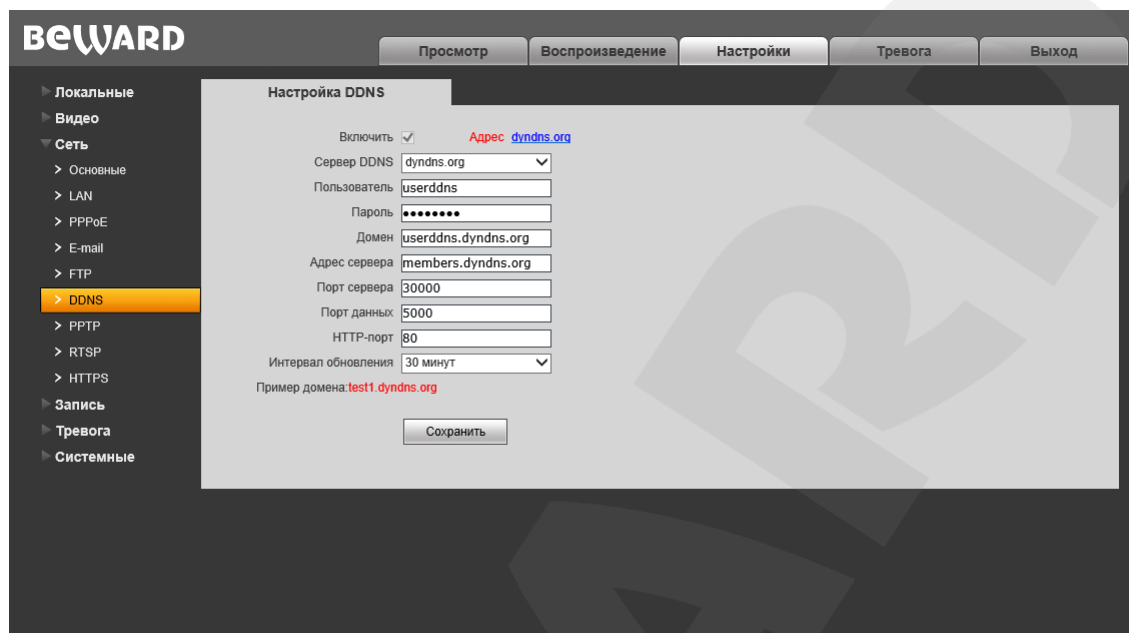 BEWARD
Просмотр Воспроизведение Настройки Тревога Выход
Локальные
Видео
Сеть
Основные
LAN
PPPoE
E-mail
FTP
DDNS
PPTP
RTSP
HTTPS
Запись
Тревога
Системные
Настройка DDNS
Включить Адрес dyndns.org
Сервер DDNS dyndns.org
Пользователь userddns
Пароль ●●●●●●●●
Домен userddns.dyndns.org
Адрес сервера members.dyndns.org
Порт сервера 30000
Порт данных 5000
HTTP-порт 80
Интервал обновления 30 минут
Пример домена:test1.dyndns.org
Сохранить